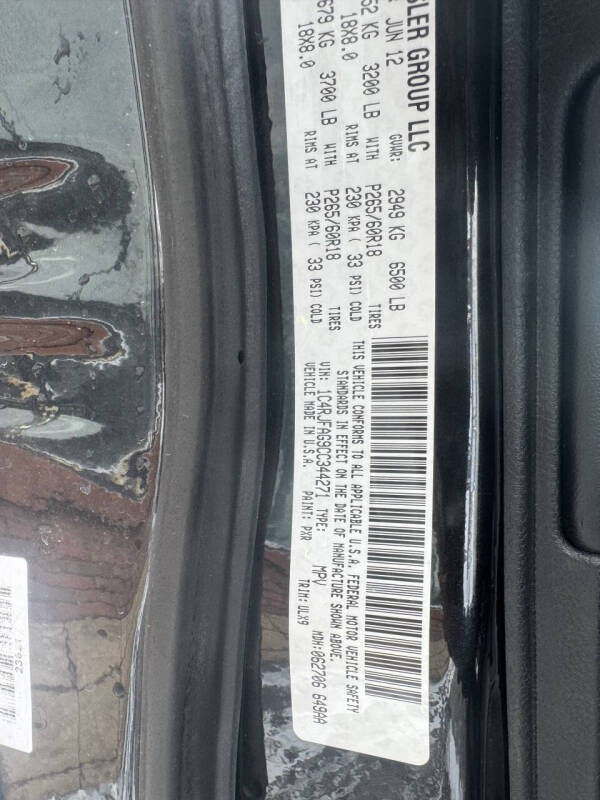 SLER GROUP LLC
JUN 12 GVWR: 2949 KG 6500 LB
52 KG 3200 LB WITH P265/60R18 TIRES
18X8.0 RIMS AT 230 KPA ( 33 PSI) COLD
679 KG 3700 LB WITH P265/60R18 TIRES
18X8.0 RIMS AT 230 KPA ( 33 PSI) COLD
THIS VEHICLE CONFORMS TO ALL APPLICABLE U.S.A. FEDERAL MOTOR VEHICLE SAFETY
STANDARDS IN EFFECT ON THE DATE OF MANUFACTURE SHOWN ABOVE.
VIN: 1C4RJFAG9CC344271 TYPE: MPV MDH:062706 649AA
VEHICLE MADE IN U.S.A. PAINT: PXR TRIM: ULX9
23621